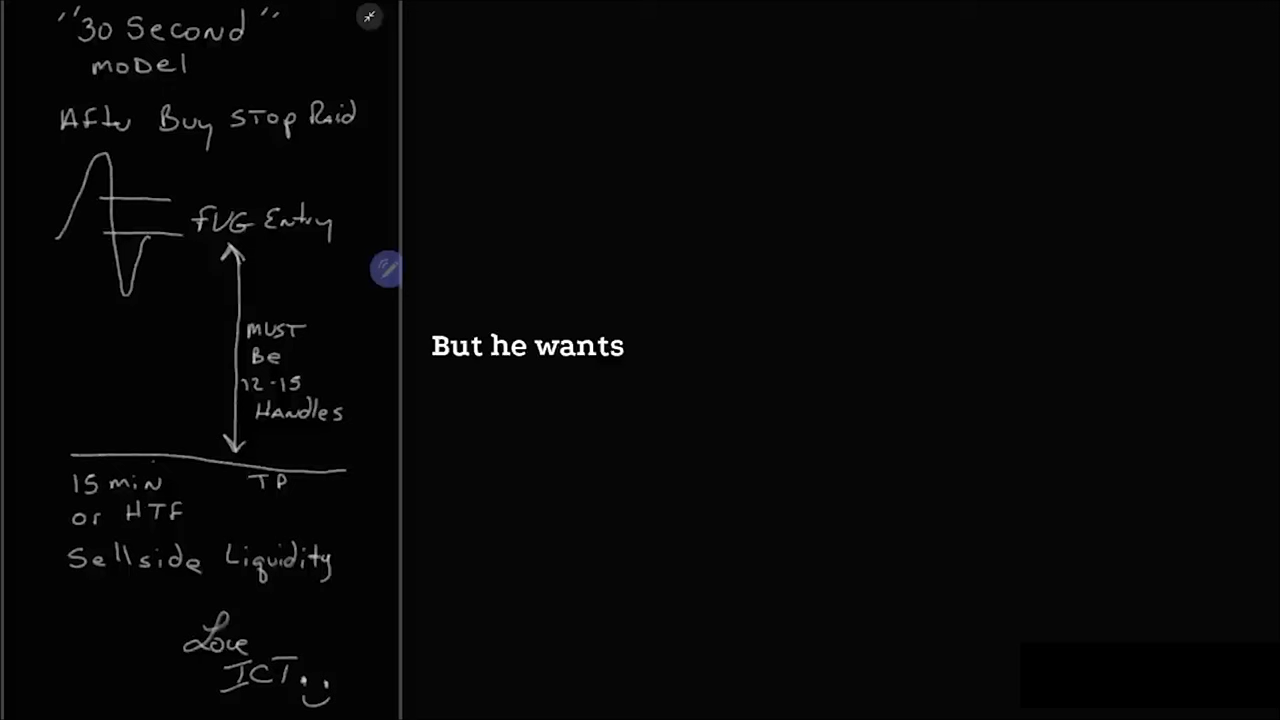 "30 Second"
model
After Buy STop Raid
FVG Entry
MUST
Be
12-15
HANdles
15 miN
or HTF
TP
Sellside Liquidity
Love
ICT
But he wants